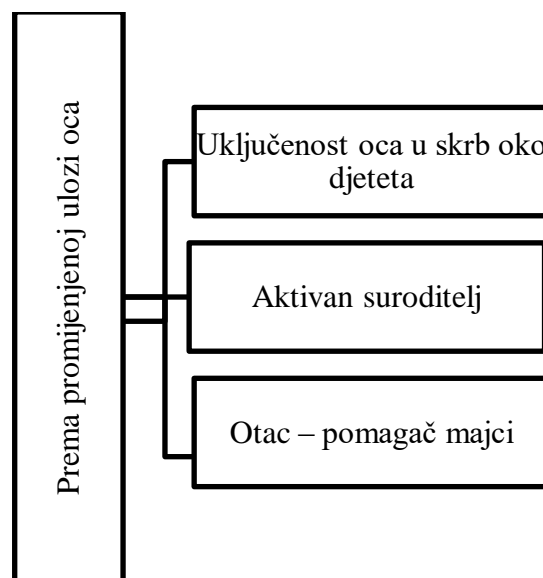 Prema promijenjenoj ulozi oca
Uključenost oca u skrb oko
djeteta
Aktivan suroditelj
Otac – pomagač majci